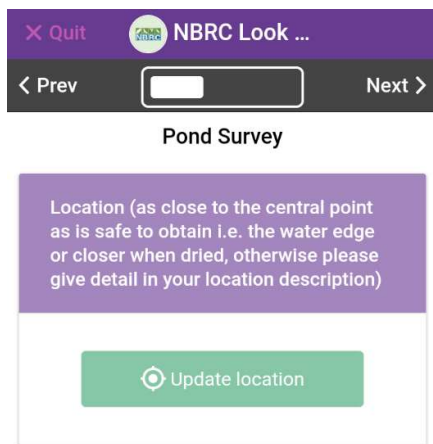 × Quit NBRC NBRC Look ...
Prev Next
Pond Survey
Location (as close to the central point
as is safe to obtain i.e. the water edge
or closer when dried, otherwise please
give detail in your location description)
Update location